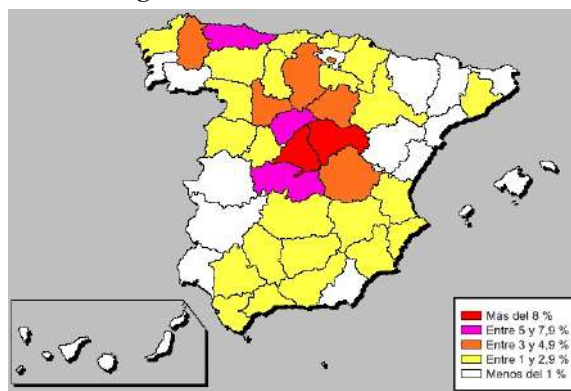 Más del 8 %
Entre 5 y 7,9 %
Entre 3 y 4,9 %
Entre 1 y 2,9 %
Menos del 1 %